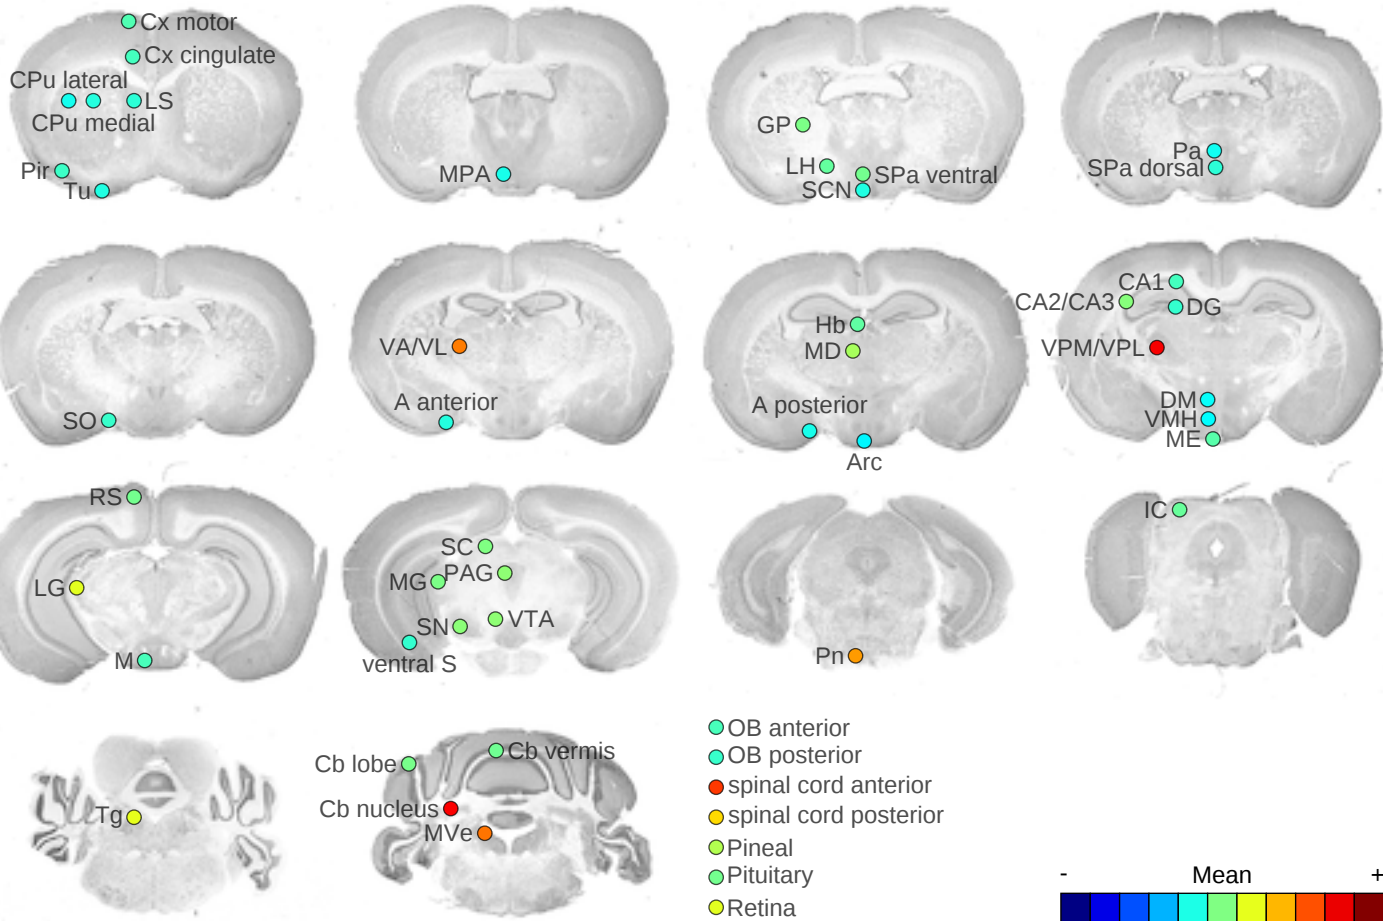 Cx motor
Cx cingulate
CPu lateral
LS
CPu medial
Pir
Tu
MPA
GP
LH
SPa ventral
SCN
Pa
SPa dorsal
SO
VA/VL
A anterior
Hb
MD
A posterior
Arc
CA1
CA2/CA3
DG
VPM/VPL
DM
VMH
ME
RS
LG
M
SC
MG
PAG
SN
VTA
ventral S
Pn
IC
Tg
Cb lobe
Cb vermis
Cb nucleus
MVe
OB anterior
OB posterior
spinal cord anterior
spinal cord posterior
Pineal
Pituitary
Retina
- Mean +